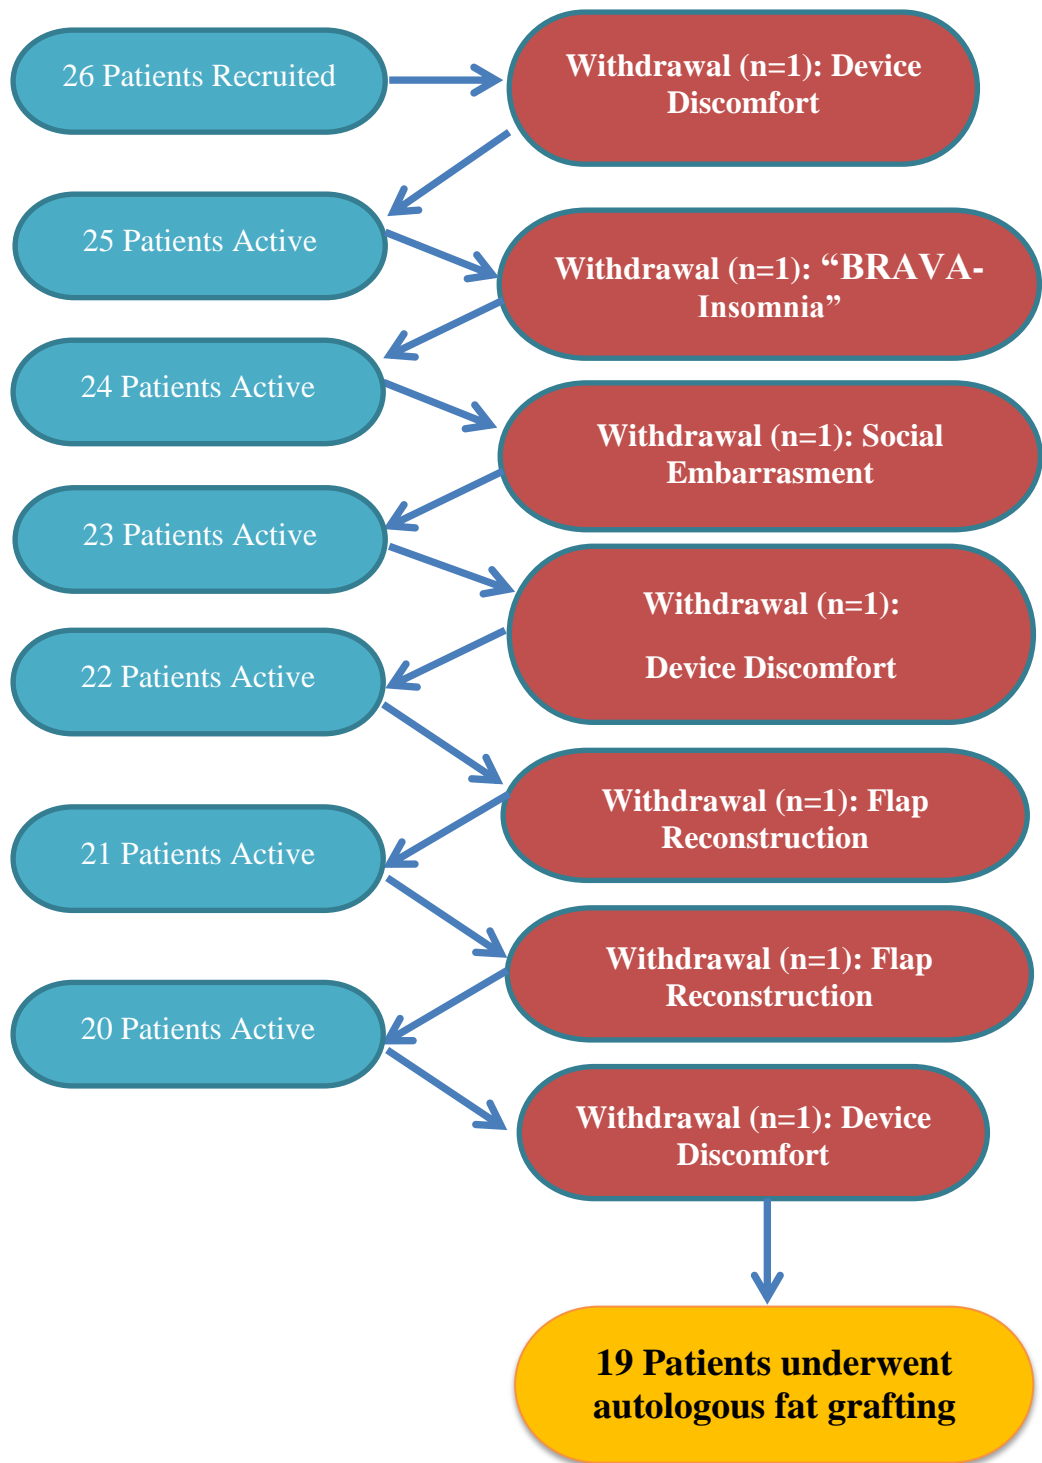 26 Patients Recruited
Withdrawal (n=1): Device
Discomfort
25 Patients Active
Withdrawal (n=1): “BRAVA-
Insomnia”
24 Patients Active
Withdrawal (n=1): Social
Embarrasment
23 Patients Active
Withdrawal (n=1):
Device Discomfort
22 Patients Active
Withdrawal (n=1): Flap
Reconstruction
21 Patients Active
Withdrawal (n=1): Flap
Reconstruction
20 Patients Active
Withdrawal (n=1): Device
Discomfort
19 Patients underwent
autologous fat grafting